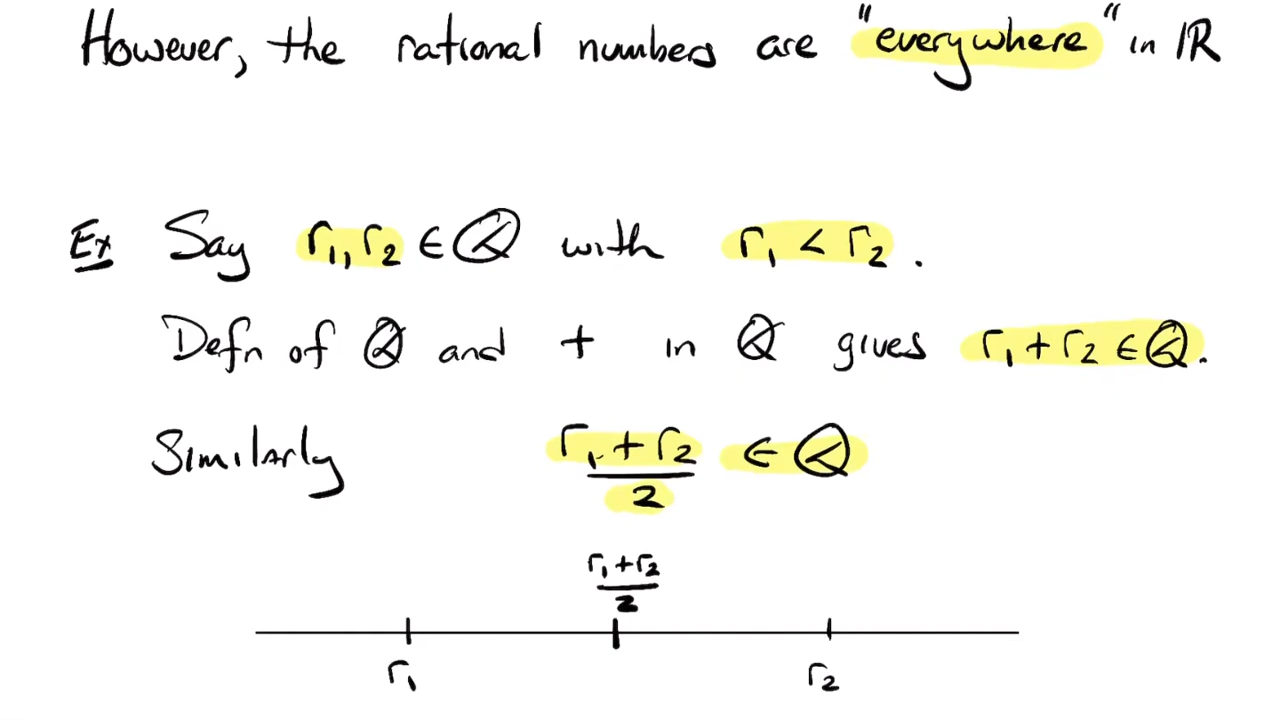 However, the rational numbers are "everywhere" in ℝ
Ex Say r₁, r₂ ∈ ℚ with r₁ < r₂.
Defn of ℚ and + in ℚ gives r₁ + r₂ ∈ ℚ.
Similarly (r₁ + r₂)/2 ∈ ℚ
(r₁ + r₂)/2
r₁ r₂